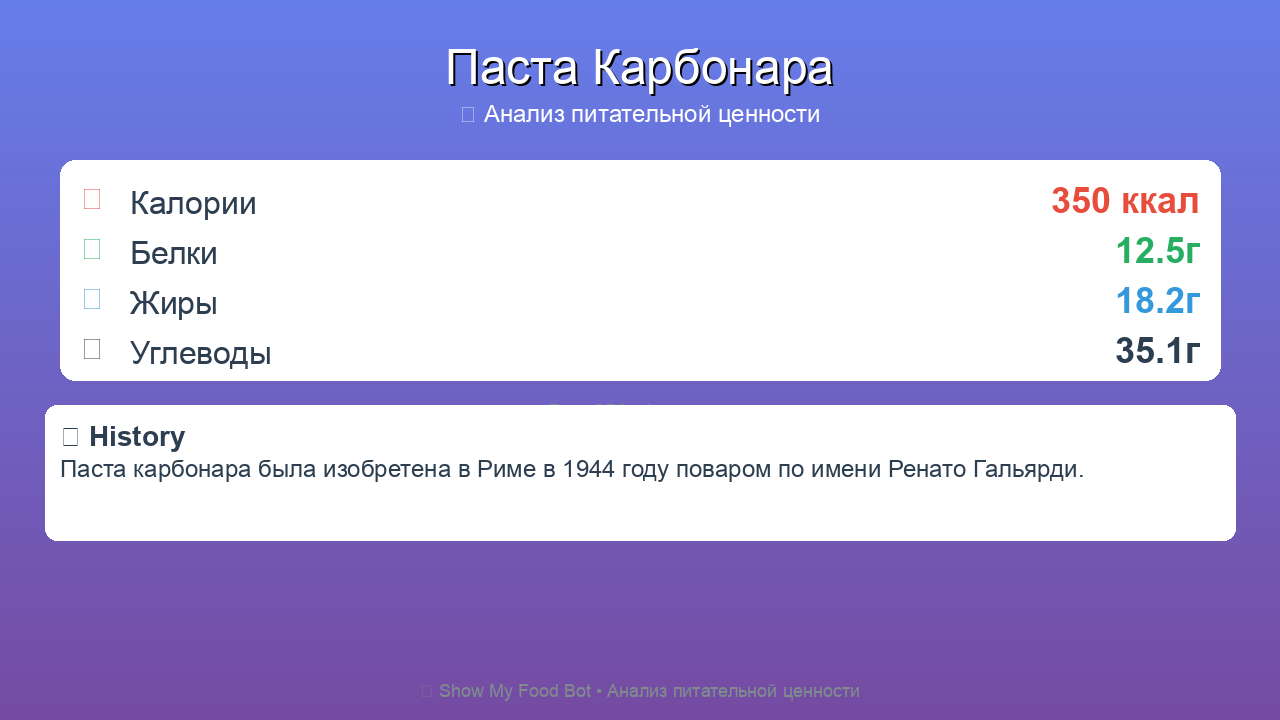 Паста Карбонара
Анализ питательной ценности
Калории 350 ккал
Белки 12.5г
Жиры 18.2г
Углеводы 35.1г
History
Паста карбонара была изобретена в Риме в 1944 году поваром по имени Ренато Гальярди.
Show My Food Bot • Анализ питательной ценности